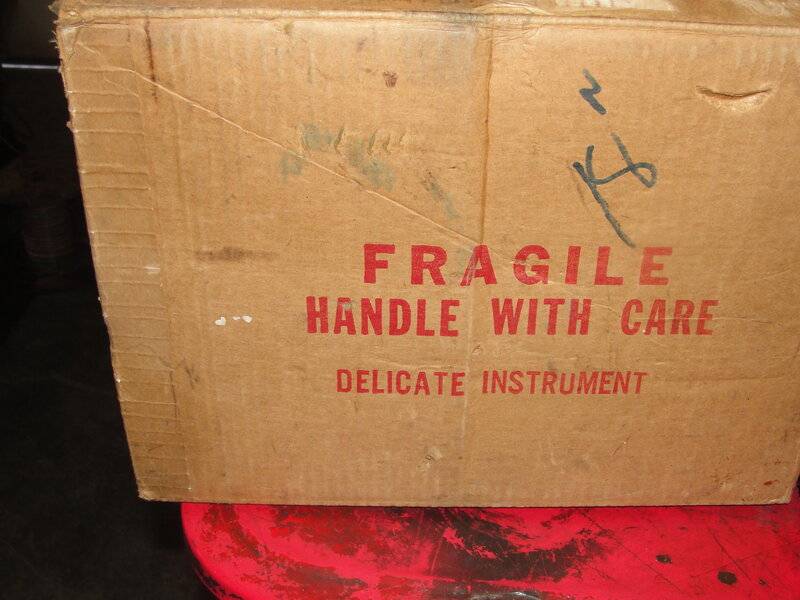 FRAGILE
HANDLE WITH CARE
DELICATE INSTRUMENT